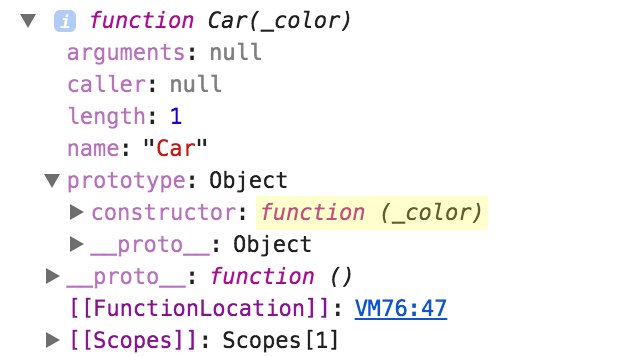 ▼ i function Car(_color)
arguments: null
caller: null
length: 1
name: "Car"
▼ prototype: Object
▶ constructor: function (_color)
▶ __proto__: Object
▶ __proto__: function ()
[[FunctionLocation]]: VM76:47
▶ [[Scopes]]: Scopes[1]